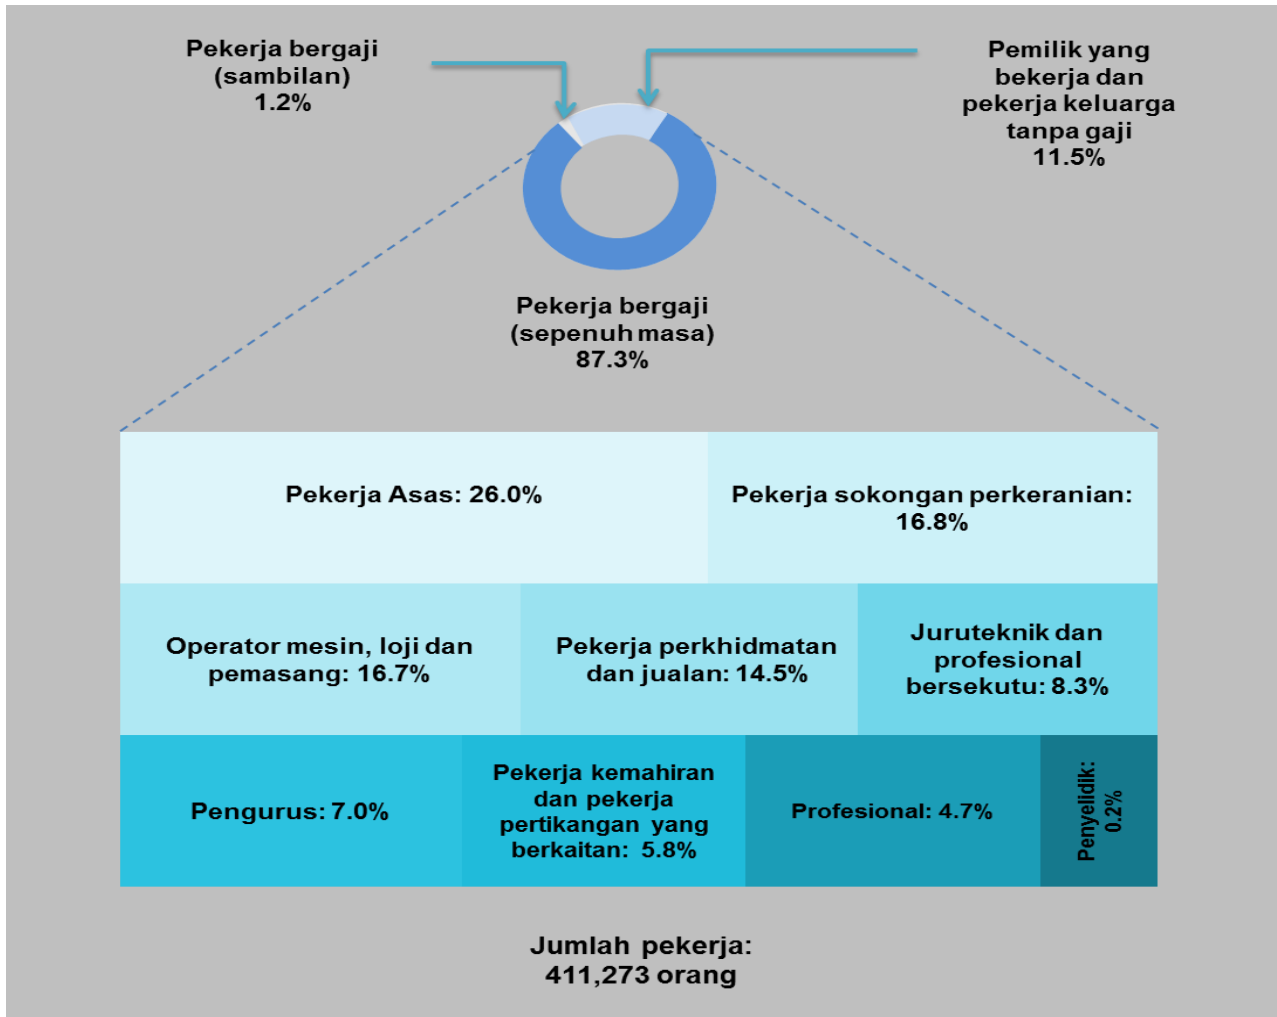 Pekerja bergaji
(sambilan)
1.2%
Pemilik yang
bekerja dan
pekerja keluarga
tanpa gaji
11.5%
Pekerja bergaji
(sepenuh masa)
87.3%
Pekerja Asas: 26.0%
Pekerja sokongan perkeranian:
16.8%
Operator mesin, loji dan
pemasang: 16.7%
Pekerja perkhidmatan
dan jualan: 14.5%
Juruteknik dan
profesional
bersekutu: 8.3%
Pengurus: 7.0%
Pekerja kemahiran
dan pekerja
pertikangan yang
berkaitan: 5.8%
Profesional: 4.7%
Penyelidik:
0.2%
Jumlah pekerja:
411,273 orang